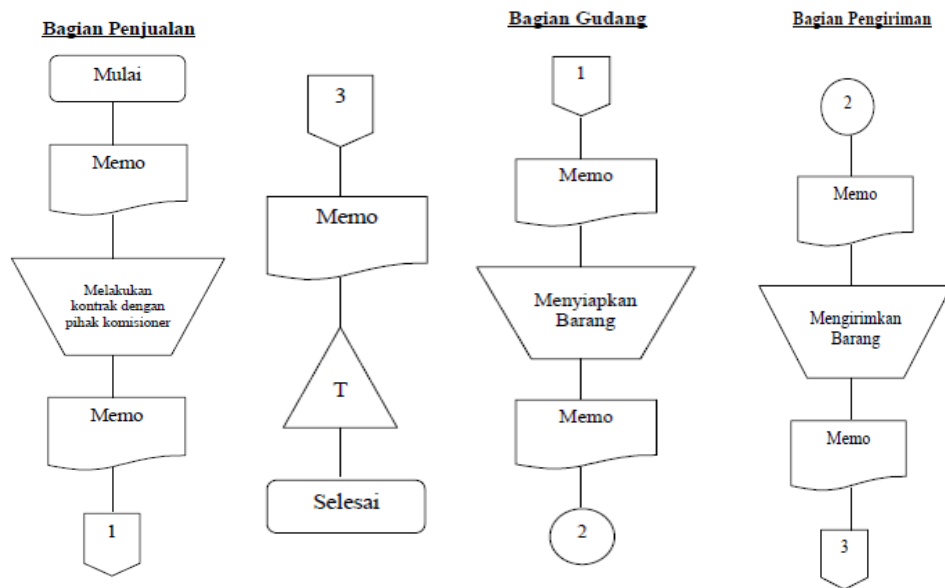 Bagian Penjualan
Mulai
Memo
Melakukan
kontrak dengan
pihak komisioner
Memo
1
3
Memo
T
Selesai
Bagian Gudang
1
Memo
Menyiapkan
Barang
Memo
2
Bagian Pengiriman
2
Memo
Mengirimkan
Barang
Memo
3